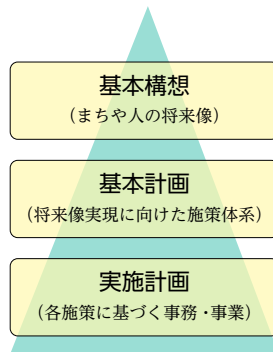 基本構想
（まちや人の将来像）
基本計画
（将来像実現に向けた施策体系）
実施計画
（各施策に基づく事務・事業）